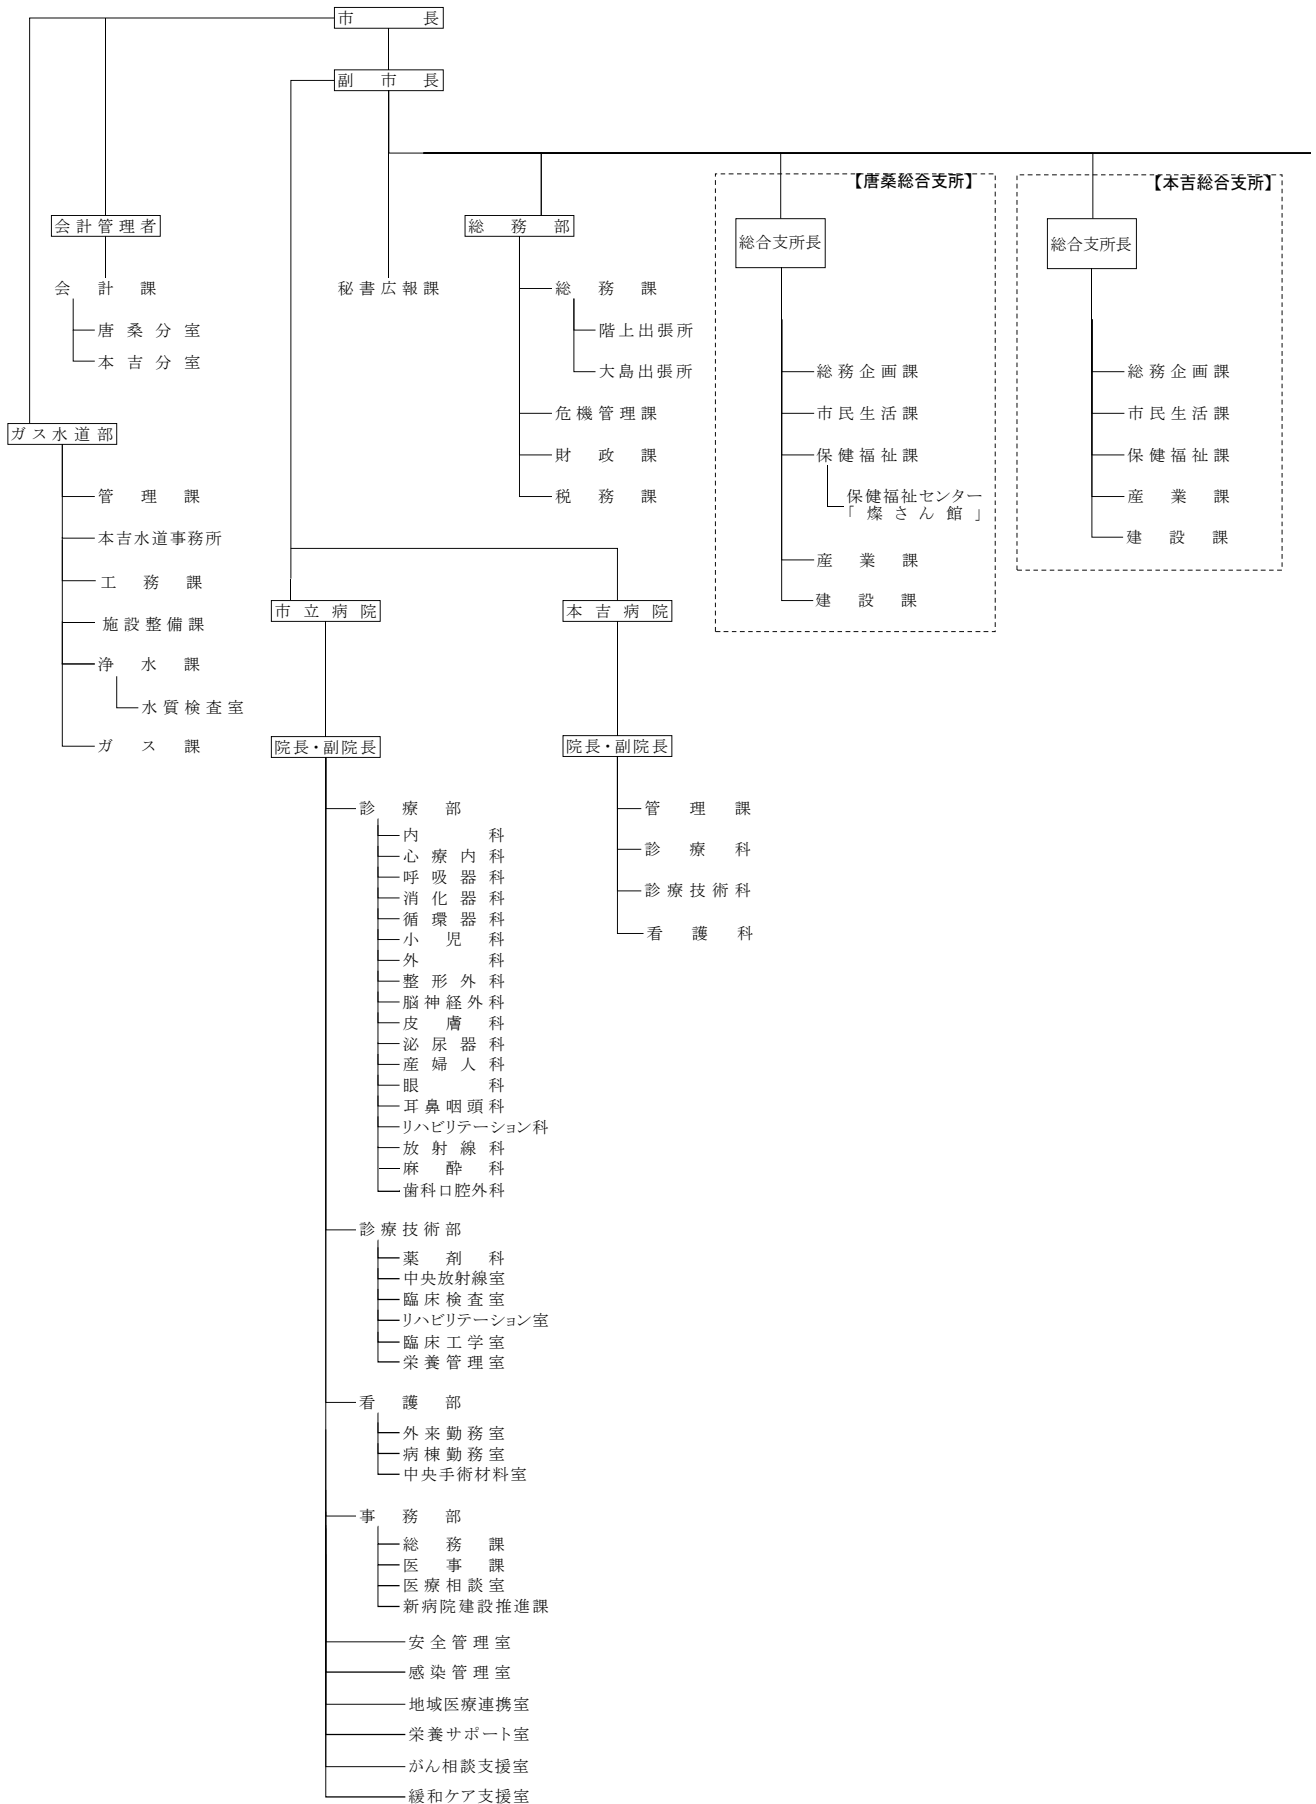 市長
副市長
【唐桑総合支所】
【本吉総合支所】
会計管理者
会計課
唐桑分室
本吉分室
ガス水道部
管理課
本吉水道事務所
工務課
施設整備課
浄水課
水質検査室
ガス課
秘書広報課
総務部
総務課
階上出張所
大島出張所
危機管理課
財政課
税務課
総合支所長
総務企画課
市民生活課
保健福祉課
保健福祉センター
「燦さん館」
産業課
建設課
総合支所長
総務企画課
市民生活課
保健福祉課
産業課
建設課
市立病院
院長・副院長
診療部
内科
心療内科
呼吸器科
消化器科
循環器科
小児科
外科
整形外科
脳神経外科
皮膚科
泌尿器科
産婦人科
眼科
耳鼻咽頭科
リハビリテーション科
放射線科
麻酔科
歯科口腔外科
診療技術部
薬剤科
中央放射線室
臨床検査室
リハビリテーション室
臨床工学室
栄養管理室
看護部
外来勤務室
病棟勤務室
中央手術材料室
事務部
総務課
医事課
医療相談室
新病院建設推進課
安全管理室
感染管理室
地域医療連携室
栄養サポート室
がん相談支援室
緩和ケア支援室
本吉病院
院長・副院長
管理課
診療科
診療技術科
看護科